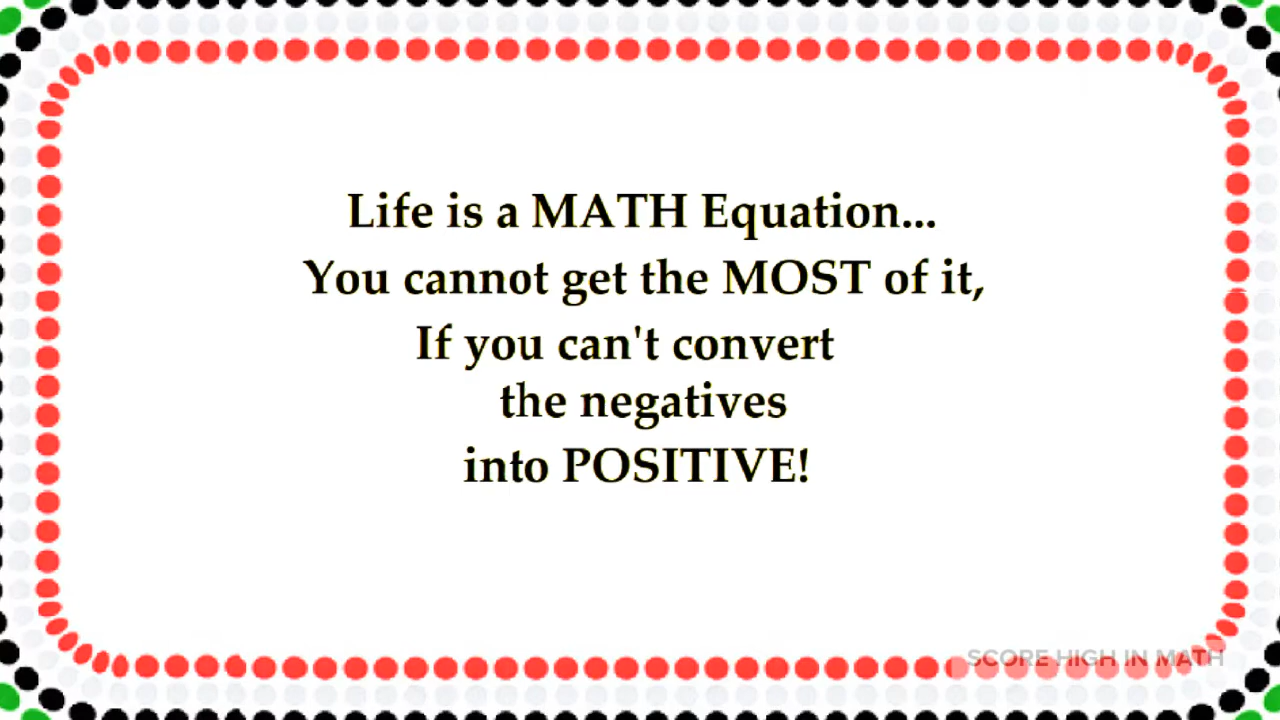 Life is a MATH Equation...
You cannot get the MOST of it,
If you can't convert
the negatives
into POSITIVE!
SCORE HIGH IN MATH